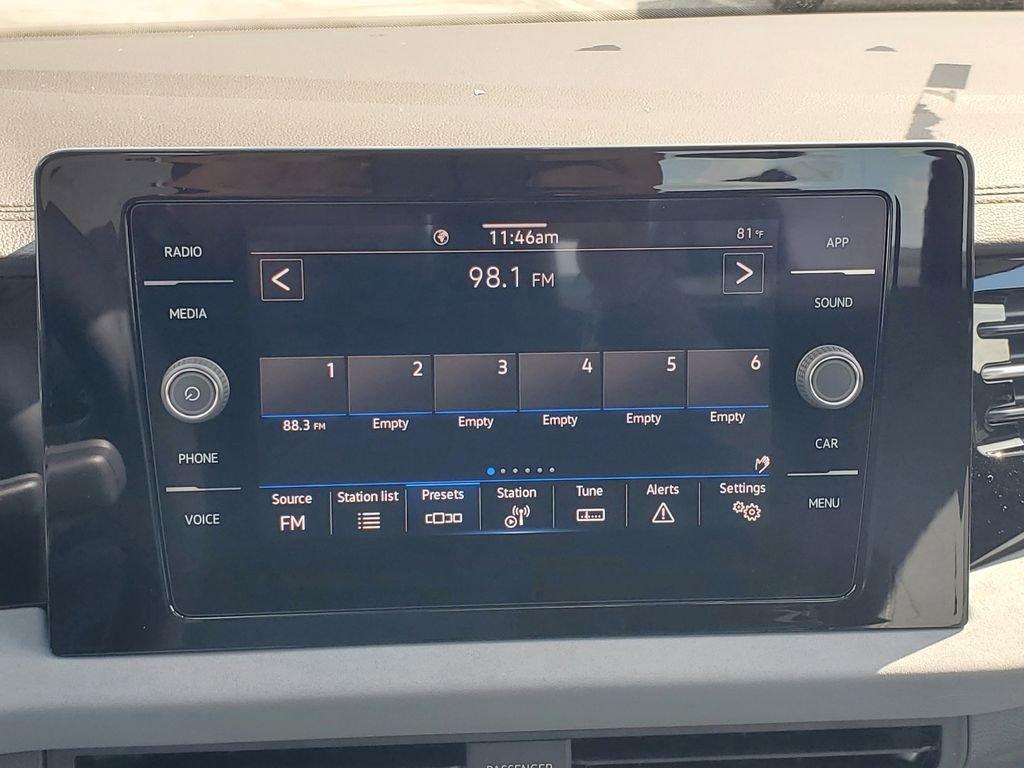 11:46am
81 °F
RADIO
MEDIA
PHONE
VOICE
APP
SOUND
CAR
MENU
<
98.1 FM
>
1 2 3 4 5 6
88.3 FM Empty Empty Empty Empty Empty
Source Station list Presets Station Tune Alerts Settings
FM
PASSENGER